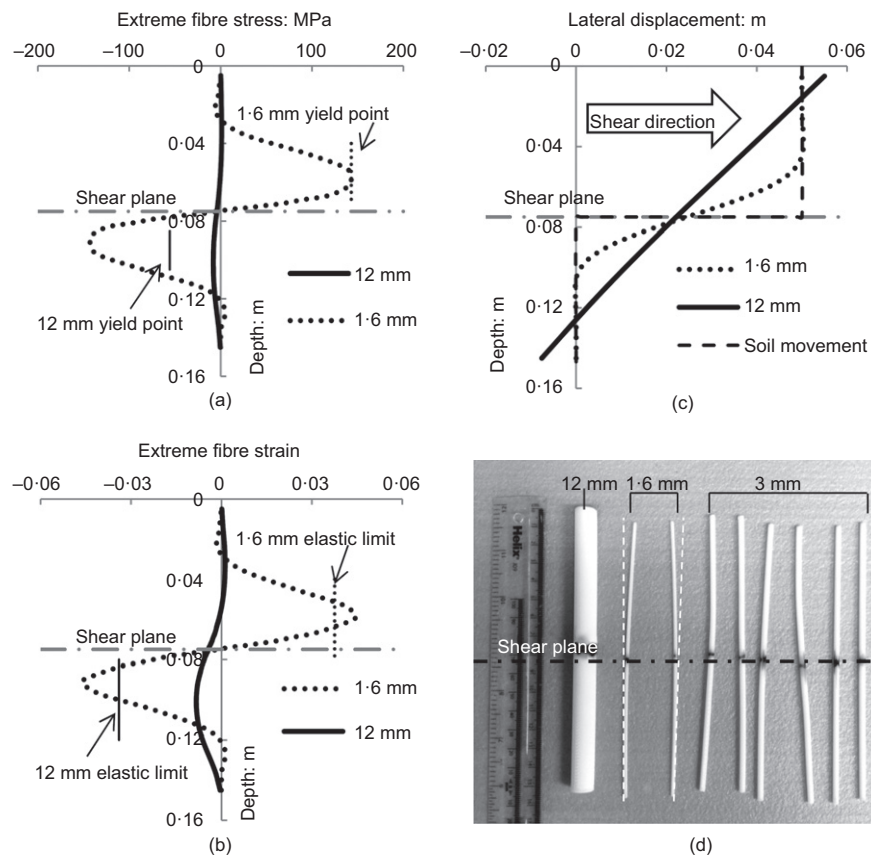 Extreme fibre stress: MPa
–200 –100 0 100 200
1·6 mm yield point
0·04
Shear plane
0·08
12 mm
0·12
12 mm yield point
1·6 mm
Depth: m
0·16
(a)
Lateral displacement: m
–0·02 0 0·02 0·04 0·06
0
Shear direction
0·04
Shear plane
0·08
1·6 mm
0·12
12 mm
Depth: m
Soil movement
0·16
(c)
Extreme fibre strain
–0·06 –0·03 0 0·03 0·06
0
1·6 mm elastic limit
0·04
Shear plane
0·08
1·6 mm
0·12
12 mm
12 mm elastic limit
Depth: m
0·16
(b)
12 mm 1·6 mm 3 mm
Helix
Shear plane
(d)